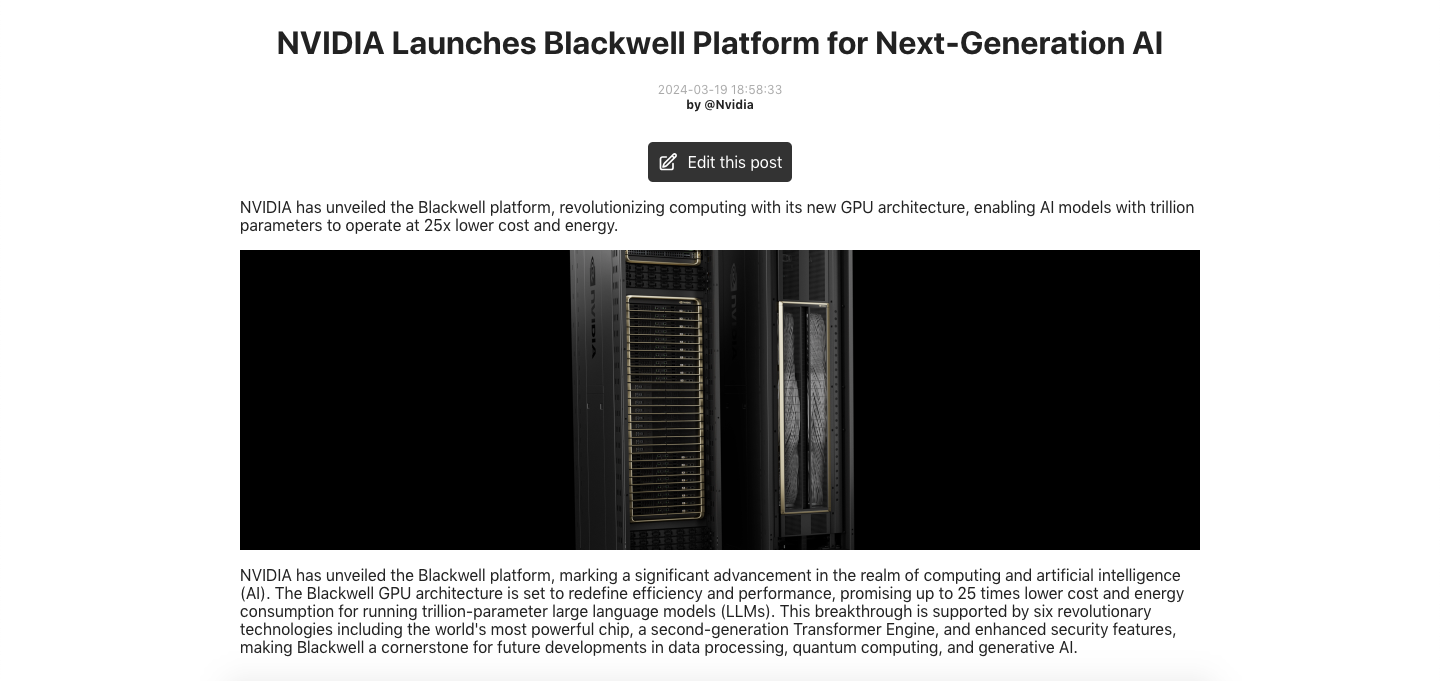 NVIDIA Launches Blackwell Platform for Next-Generation AI
2024-03-19 18:58:33
by @Nvidia
Edit this post
NVIDIA has unveiled the Blackwell platform, revolutionizing computing with its new GPU architecture, enabling AI models with trillion
parameters to operate at 25x lower cost and energy.
NVIDIA
NVIDIA has unveiled the Blackwell platform, marking a significant advancement in the realm of computing and artificial intelligence
(AI). The Blackwell GPU architecture is set to redefine efficiency and performance, promising up to 25 times lower cost and energy
consumption for running trillion-parameter large language models (LLMs). This breakthrough is supported by six revolutionary
technologies including the world's most powerful chip, a second-generation Transformer Engine, and enhanced security features,
making Blackwell a cornerstone for future developments in data processing, quantum computing, and generative AI.